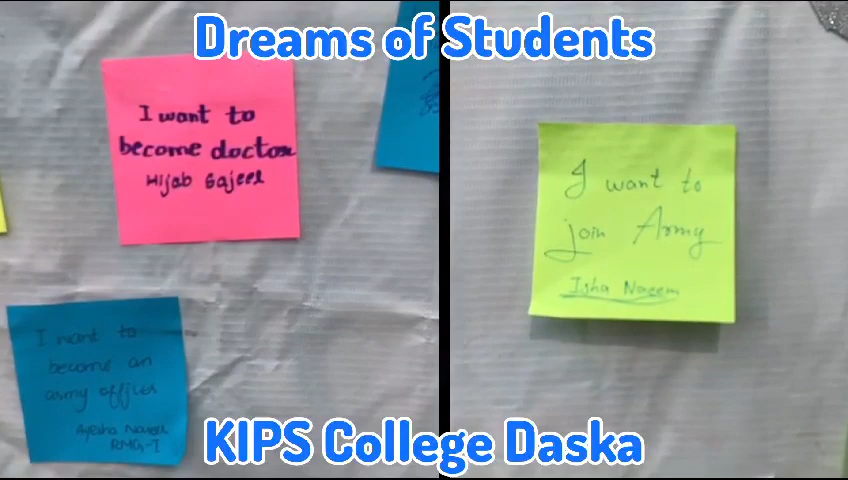 Dreams of Students
I want to
become doctor
Hijab Sajeel
I want to
become an
army officer
Ayesha Naveed
I want to
join Army
Isha Naeem
KIPS College Daska